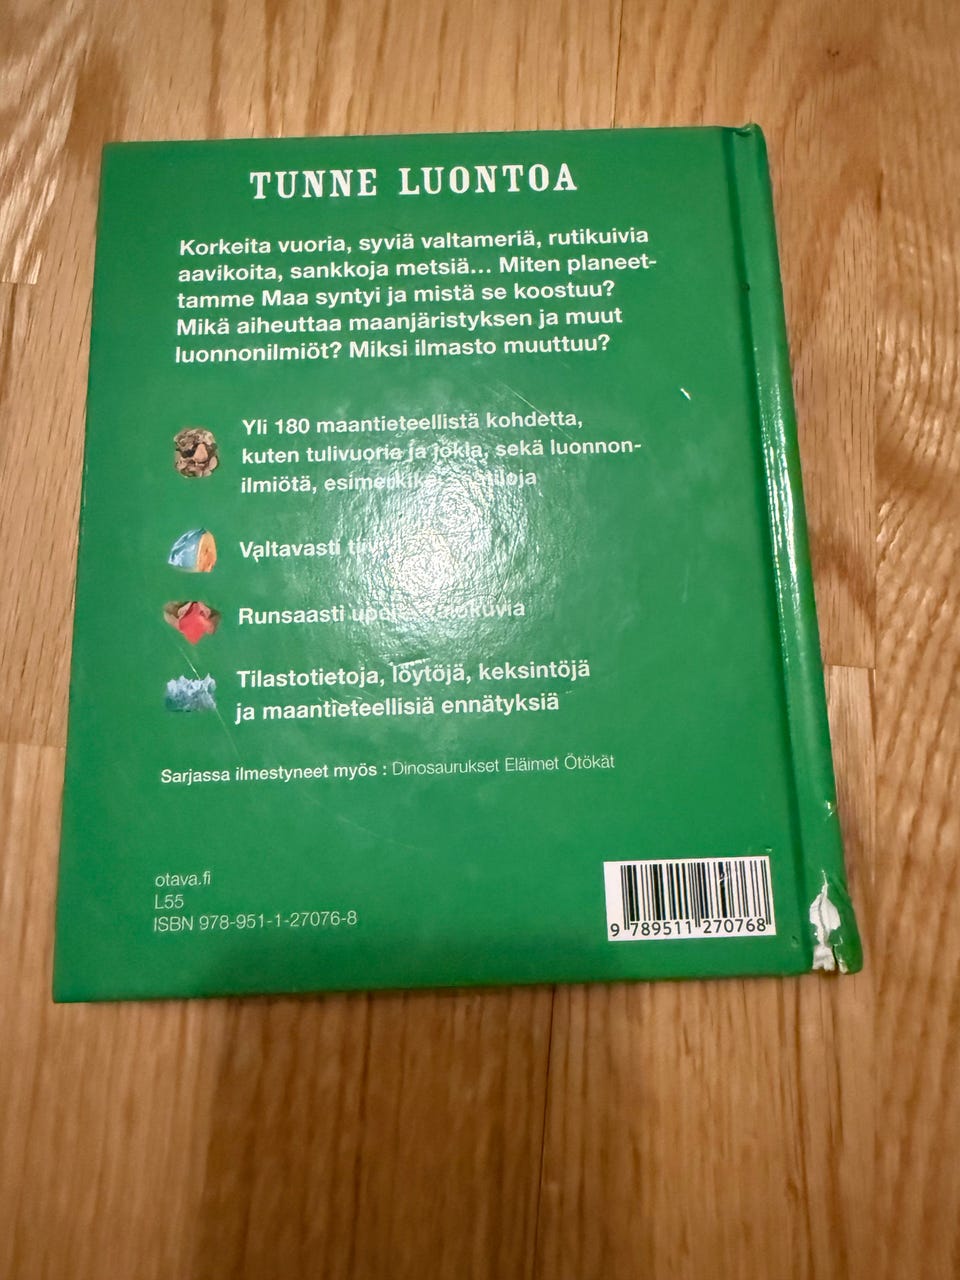 TUNNE LUONTOA
Korkeita vuoria, syviä valtameriä, rutikuivia
aavikoita, sankkoja metsiä... Miten planeet-
tamme Maa syntyi ja mistä se koostuu?
Mikä aiheuttaa maanjäristyksen ja muut
luonnonilmiöt? Miksi ilmasto muuttuu?
Yli 180 maantieteellistä kohdetta,
kuten tulivuoria ja jokia, sekä luonnon-
ilmiötä, esimerkiksi
Valtavasti
Runsaasti
Tilastotietoja, löytöjä, keksintöjä
ja maantieteellisiä ennätyksiä
Sarjassa ilmestyneet myös : Dinosaurukset Eläimet Ötökät
otava.fi
L55
ISBN 978-951-1-27076-8
9 789511 270768